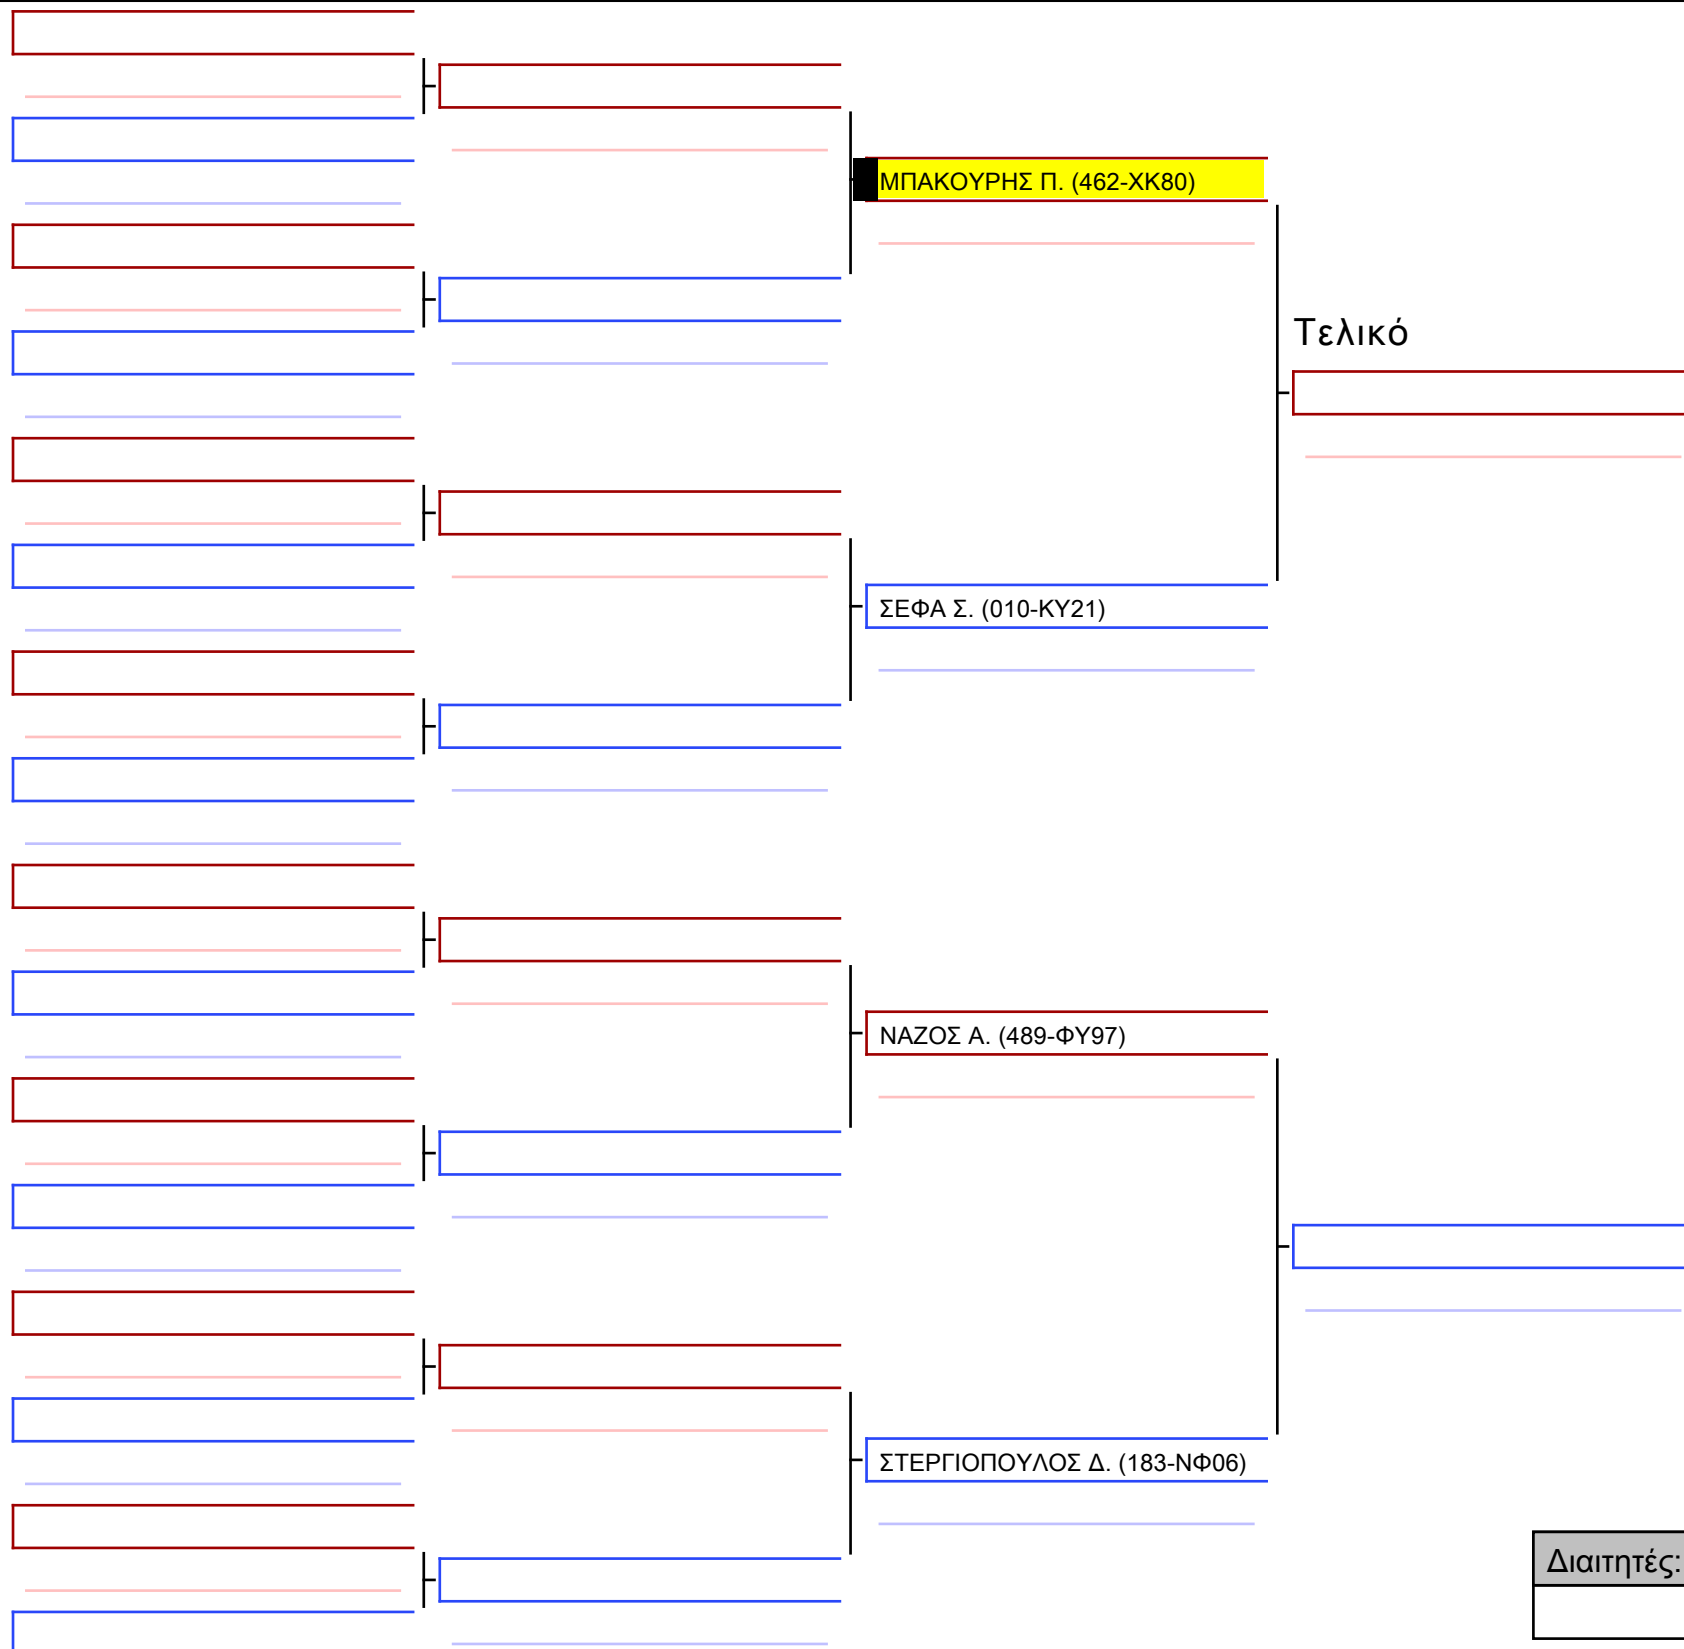 ΜΠΑΚΟΥΡΗΣ Π. (462-ΧΚ80)
Τελικό
ΣΕΦΑ Σ. (010-ΚΥ21)
ΝΑΖΟΣ Α. (489-ΦΥ97)
ΣΤΕΡΓΙΟΠΟΥΛΟΣ Δ. (183-ΝΦ06)
Διαιτητές: